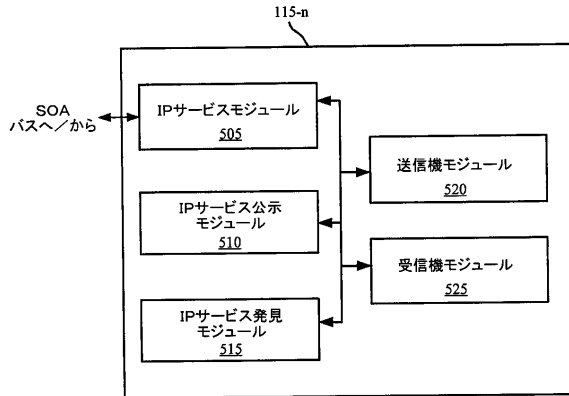 115-n
SOA
バスへ／から
IPサービスモジュール
505
IPサービス公示
モジュール
510
IPサービス発見
モジュール
515
送信機モジュール
520
受信機モジュール
525